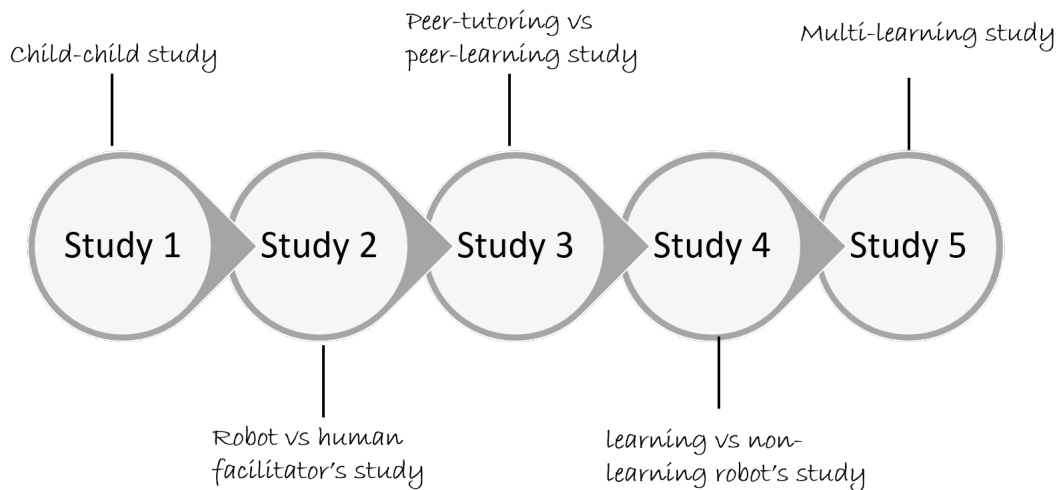 Child-child study
Peer-tutoring vs
peer-learning study
Multi-learning study
Study 1
Study 2
Study 3
Study 4
Study 5
Robot vs human
facilitator's study
learning vs non-
learning robot's study